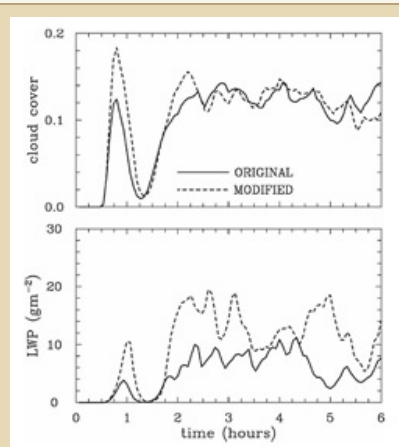 0.2
cloud cover
0.1
ORIGINAL
MODIFIED
0.0
30
LWP (gm⁻²)
20
10
0
0 1 2 3 4 5 6
time (hours)